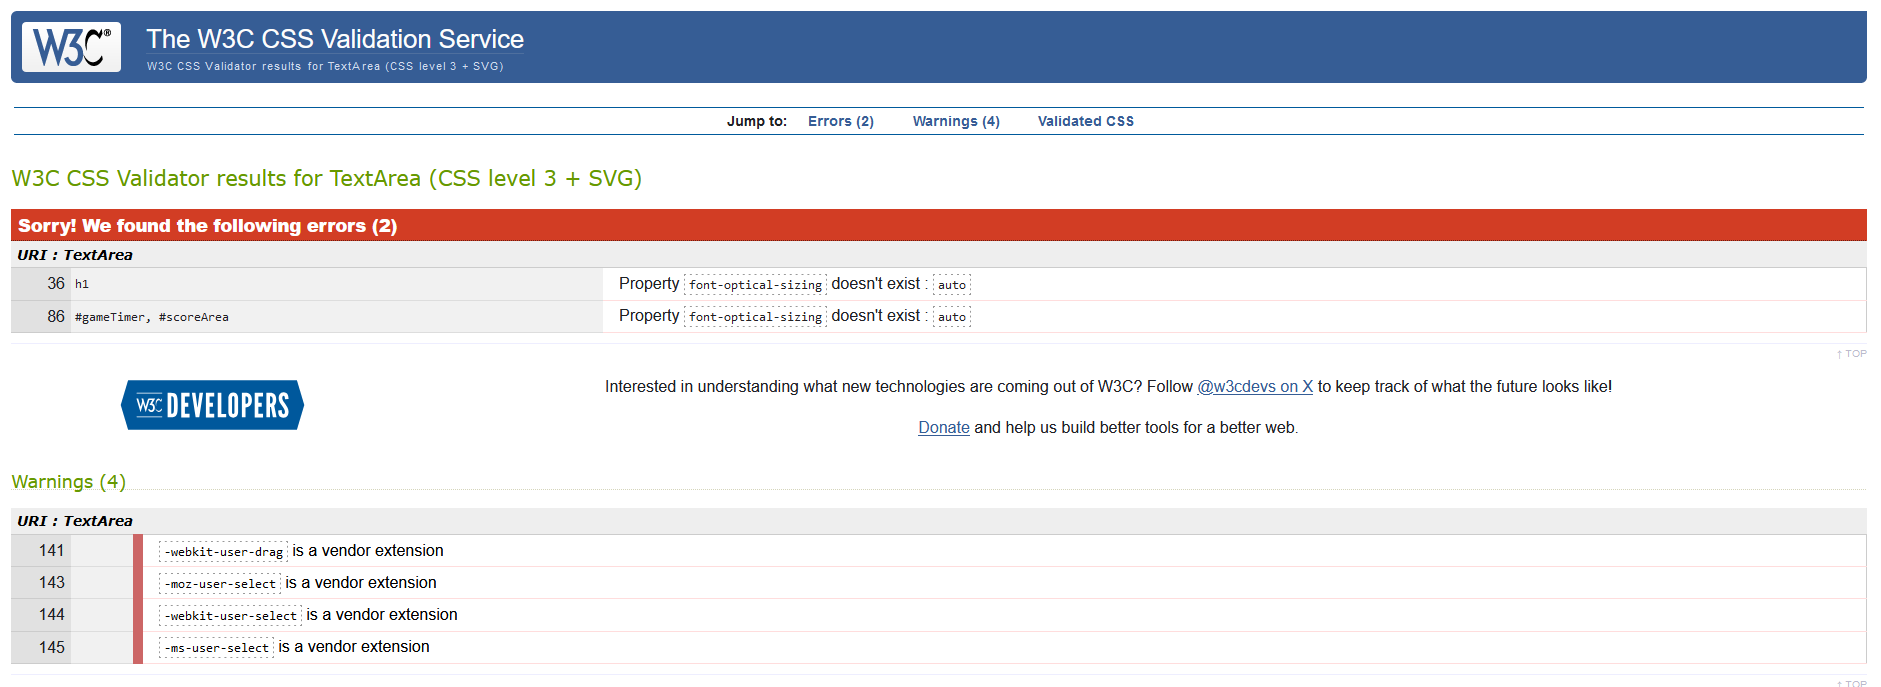 W3C®
The W3C CSS Validation Service
W3C CSS Validator results for TextArea (CSS level 3 + SVG)
Jump to: Errors (2) Warnings (4) Validated CSS
W3C CSS Validator results for TextArea (CSS level 3 + SVG)
Sorry! We found the following errors (2)
URI : TextArea
36 h1 Property font-optical-sizing doesn't exist : auto
86 #gameTimer, #scoreArea Property font-optical-sizing doesn't exist : auto
↑ TOP
W3C DEVELOPERS
Interested in understanding what new technologies are coming out of W3C? Follow @w3cdevs on X to keep track of what the future looks like!
Donate and help us build better tools for a better web.
Warnings (4)
URI : TextArea
141 -webkit-user-drag is a vendor extension
143 -moz-user-select is a vendor extension
144 -webkit-user-select is a vendor extension
145 -ms-user-select is a vendor extension
↑ TOP